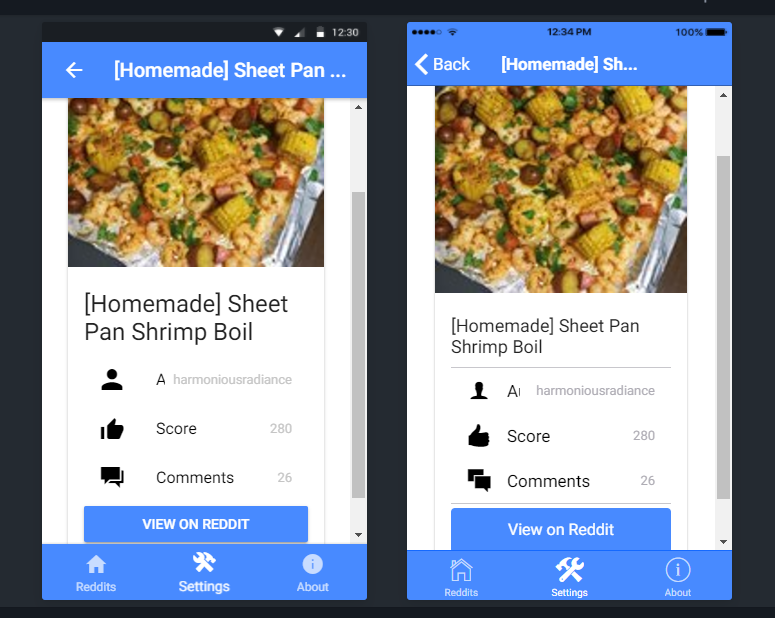 12:30
[Homemade] Sheet Pan ...
[Homemade] Sheet
Pan Shrimp Boil
A harmoniousradiance
Score 280
Comments 26
VIEW ON REDDIT
Reddits Settings About
12:34 PM 100%
Back [Homemade] Sh...
[Homemade] Sheet Pan
Shrimp Boil
harmoniousradiance
Score 280
Comments 26
View on Reddit
Reddits Settings About